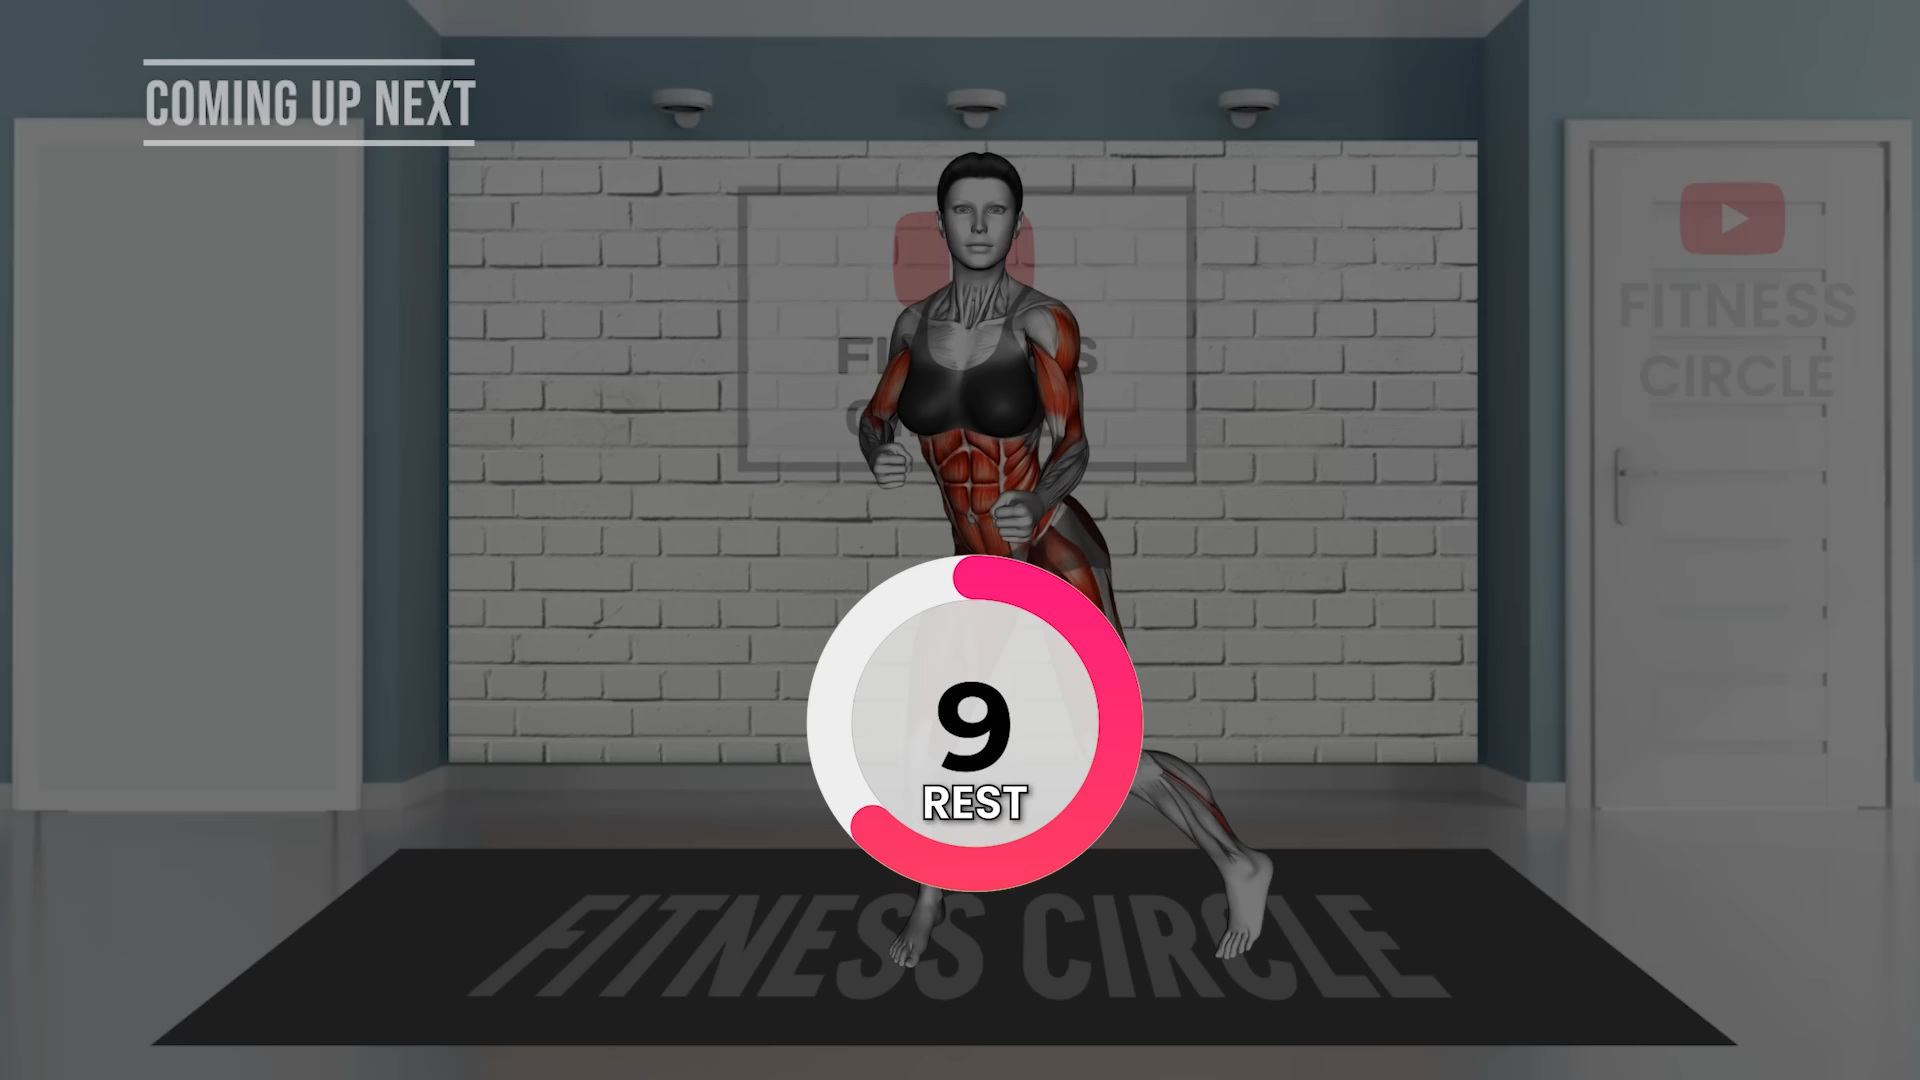 COMING UP NEXT
FITNESS
CIRCLE
9
REST
FITNESS CIRCLE